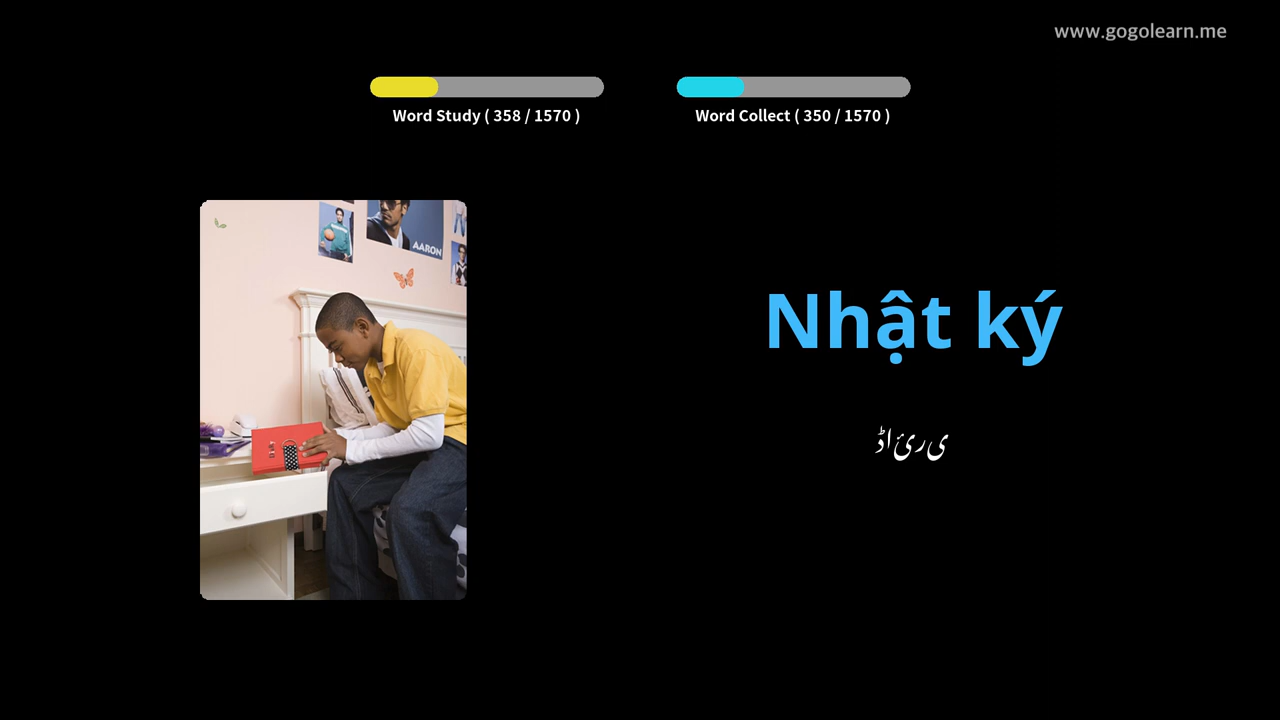 www.gogolearn.me
Word Study ( 358 / 1570 )
Word Collect ( 350 / 1570 )
AARON
Nhật ký
ڈائری